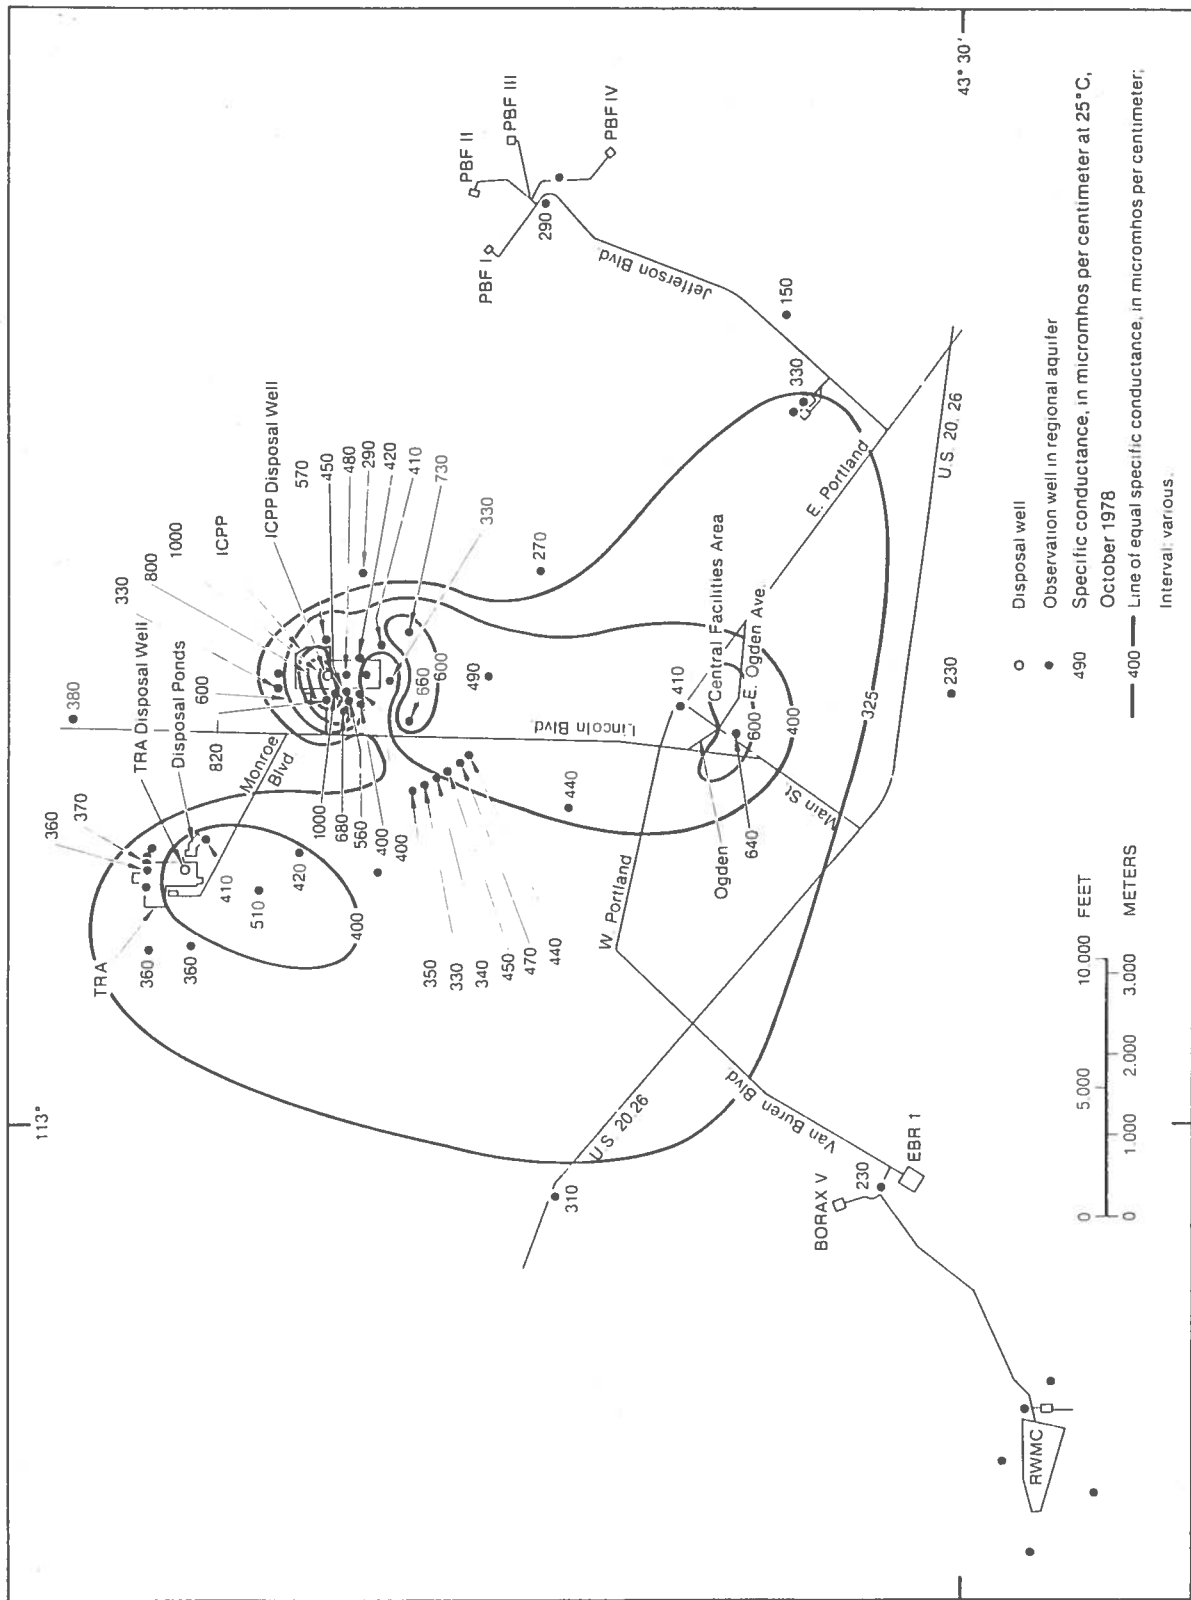 113°
43° 30'
380
TRA Disposal Well
Disposal Ponds
820
Monroe
Blvd
600
330
800
1000
ICPP
ICPP Disposal Well
570
450
480
290
420
410
730
330
360
370
TRA
360
360
410
510
420
400
1000
680
560
400
400
350
330
340
450
470
440
660
600
490
270
440
Lincoln Blvd
410
Central Facilities Area
E. Ogden Ave.
600
640
Ogden
400
Main St.
325
W. Portland
E. Portland
U.S. 20, 26
U.S. 20, 26
Van Buren Blvd
310
230
BORAX V
EBR 1
230
RWMC
PBF I
PBF II
PBF III
PBF IV
290
Jefferson Blvd
150
330
0 5.000 10.000 FEET
0 1.000 2.000 3.000 METERS
Disposal well
Observation well in regional aquifer
490 Specific conductance, in micromhos per centimeter at 25°C,
October 1978
400 Line of equal specific conductance, in micromhos per centimeter;
Interval: various.